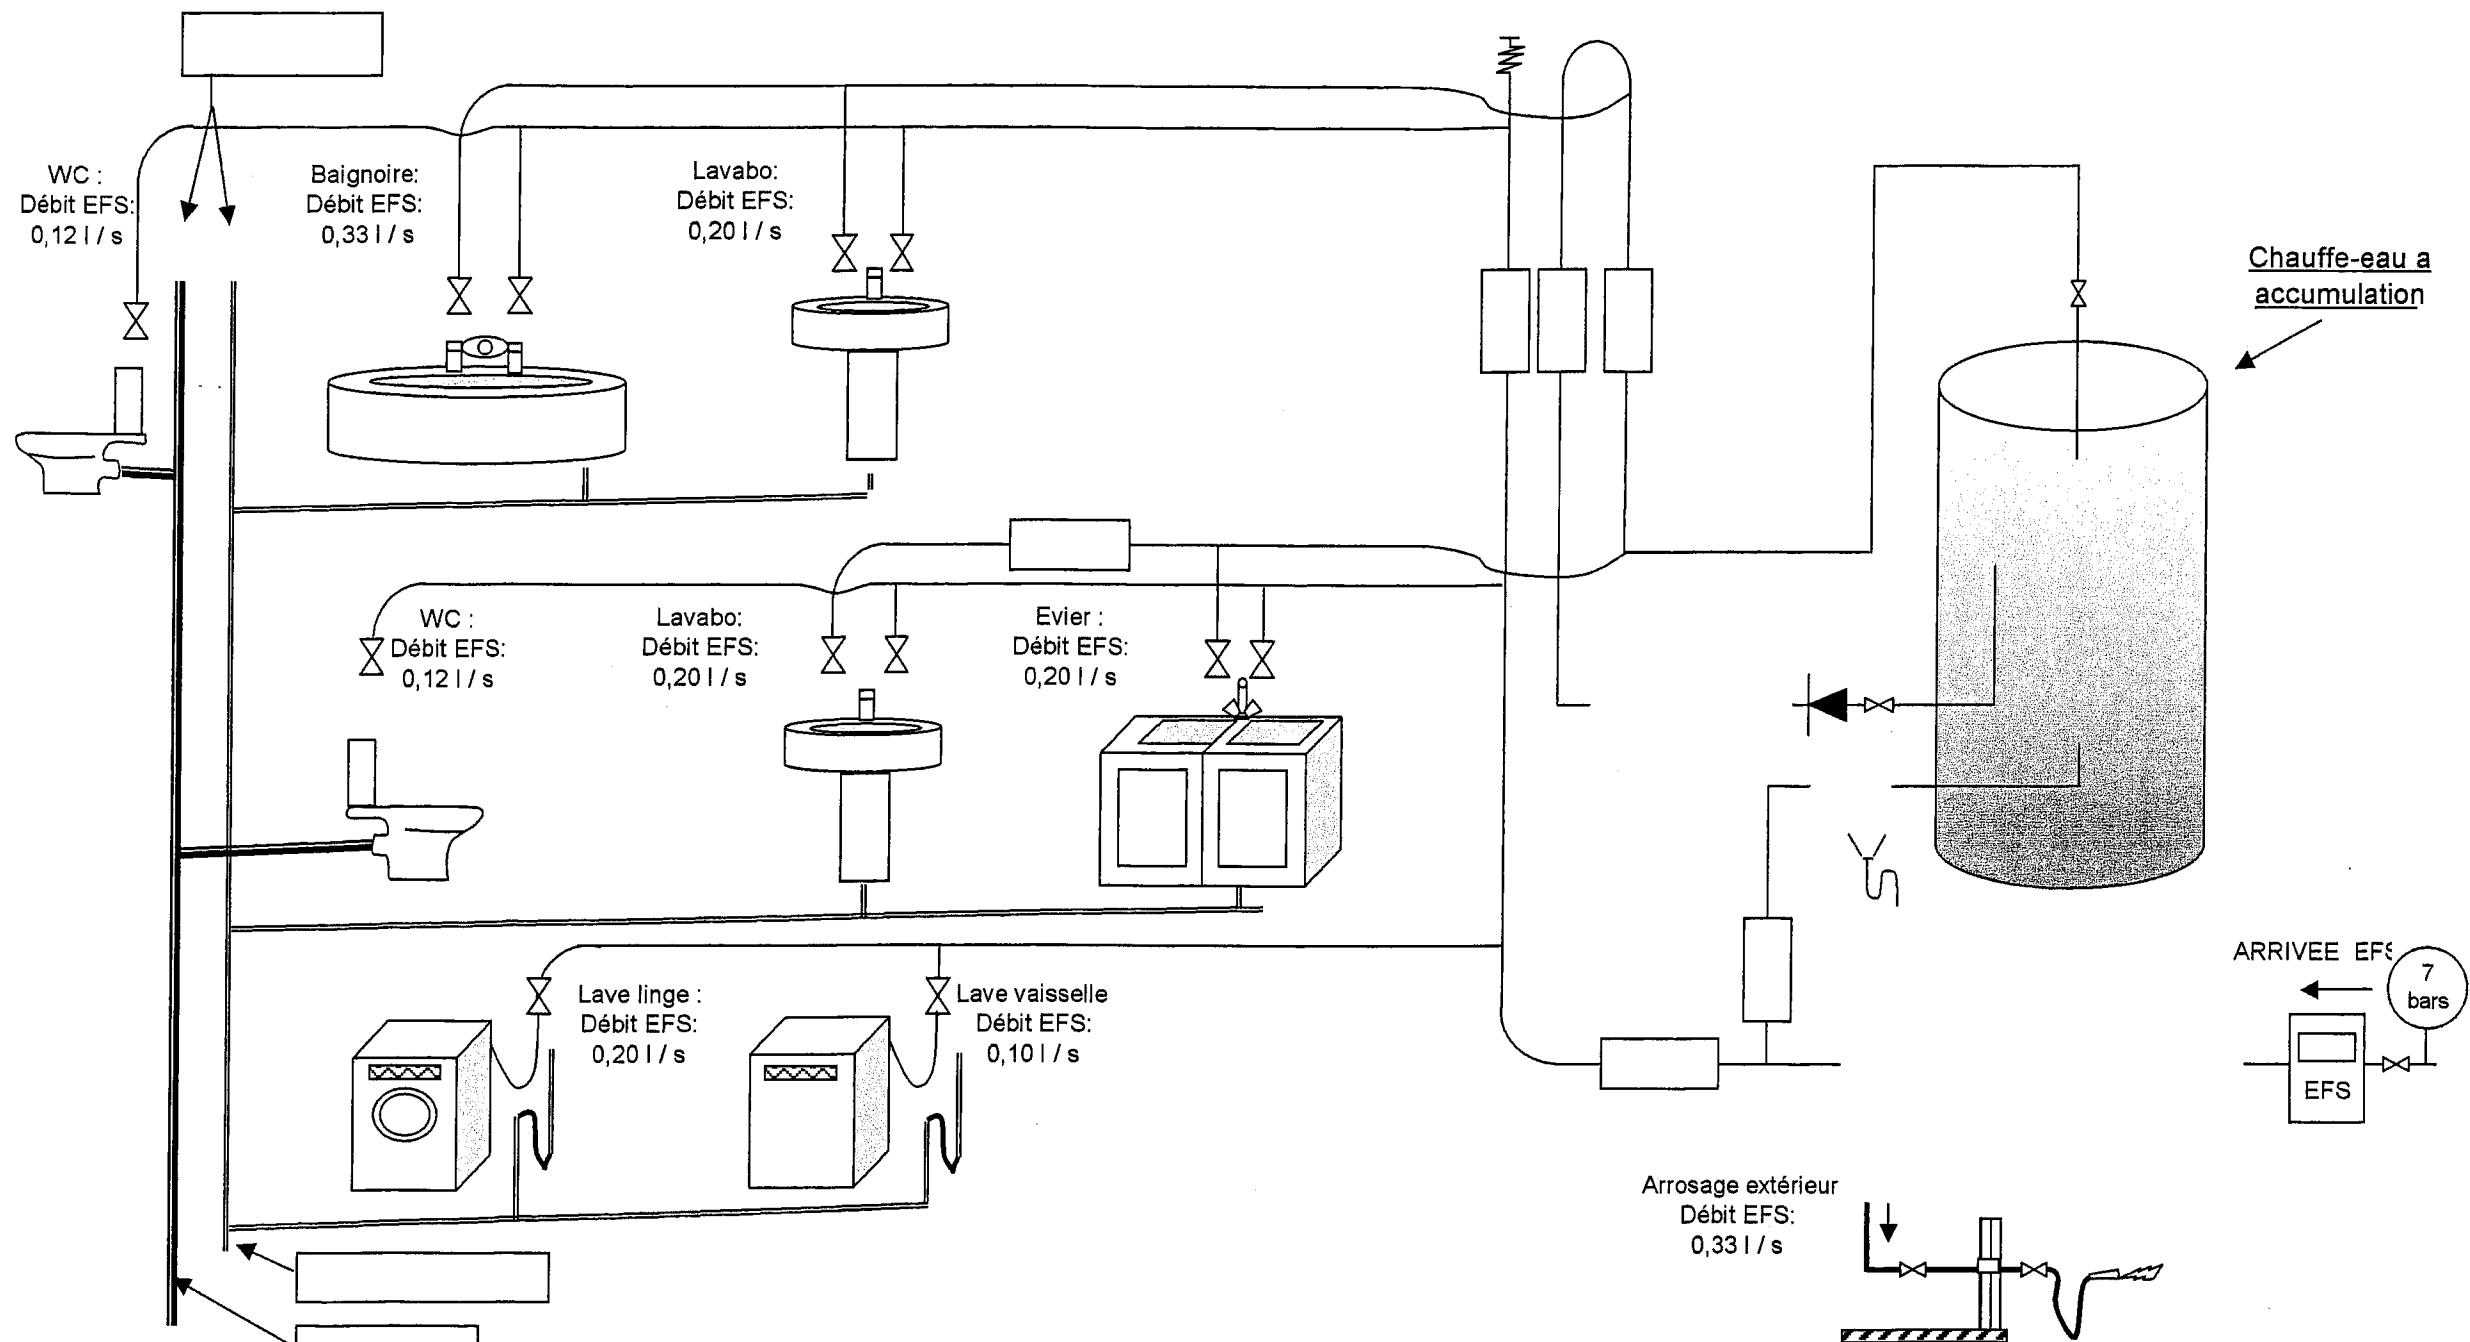 WC :
Débit EFS:
0,12 l / s
Baignoire:
Débit EFS:
0,33 l / s
Lavabo:
Débit EFS:
0,20 l / s
Chauffe-eau a
accumulation
WC :
Débit EFS:
0,12 l / s
Lavabo:
Débit EFS:
0,20 l / s
Evier :
Débit EFS:
0,20 l / s
ARRIVEE EFS
7
bars
EFS
Lave linge :
Débit EFS:
0,20 l / s
Lave vaisselle
Débit EFS:
0,10 l / s
Arrosage extérieur
Débit EFS:
0,33 l / s